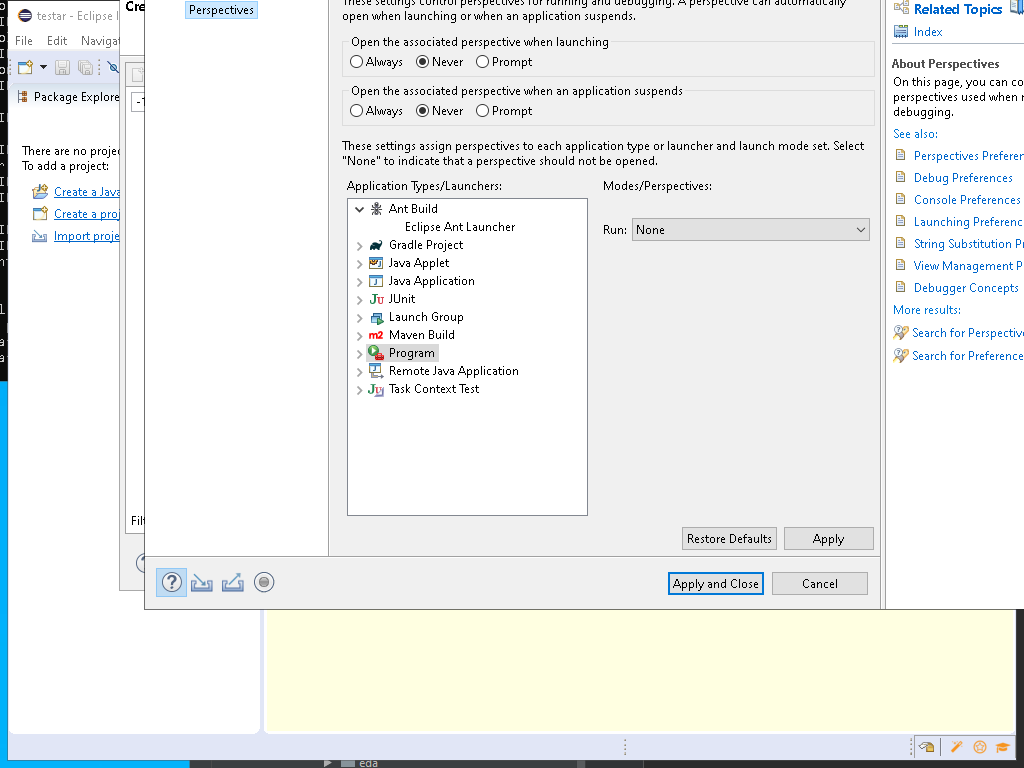 testar - Eclipse I
File Edit Navigat
Package Explore
There are no projec
To add a project:
Create a Java
Create a proj
Import proje
Cre
-1
Filt
Perspectives
These settings control perspectives for running and debugging. A perspective can automatically
open when launching or when an application suspends.
Open the associated perspective when launching
Always Never Prompt
Open the associated perspective when an application suspends
Always Never Prompt
These settings assign perspectives to each application type or launcher and launch mode set. Select
"None" to indicate that a perspective should not be opened.
Application Types/Launchers:
Ant Build
Eclipse Ant Launcher
Gradle Project
Java Applet
Java Application
JUnit
Launch Group
m2 Maven Build
Program
Remote Java Application
Task Context Test
Modes/Perspectives:
Run: None
Restore Defaults Apply
Apply and Close Cancel
Related Topics
Index
About Perspectives
On this page, you can co
perspectives used when r
debugging.
See also:
Perspectives Preferer
Debug Preferences
Console Preferences
Launching Preferenc
String Substitution P
View Management P
Debugger Concepts
More results:
Search for Perspective
Search for Preference
eda